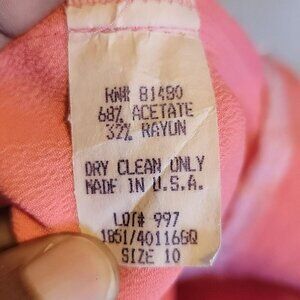 RN# 81480
68% ACETATE
32% RAYON
DRY CLEAN ONLY
MADE IN U.S.A.
LOT# 997
1851/40116GQ
SIZE 10